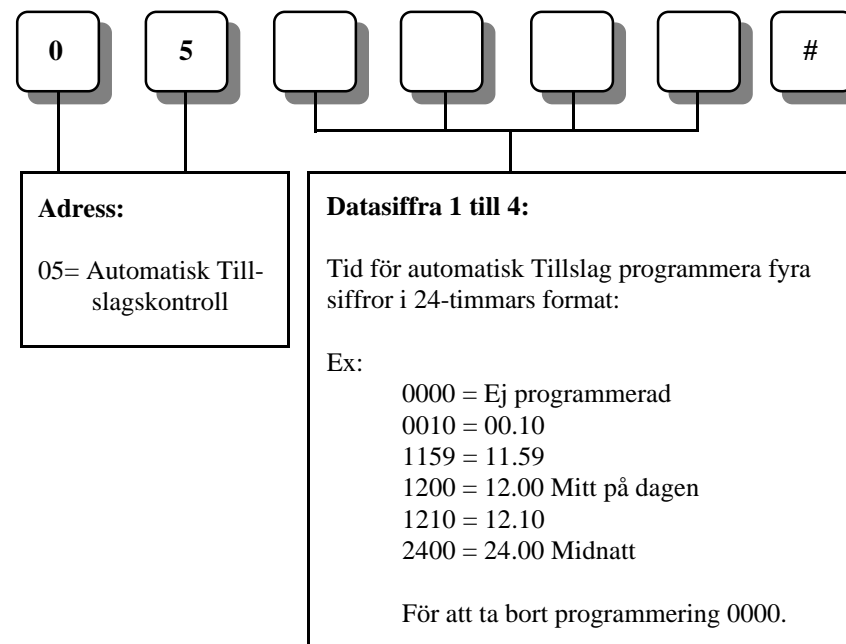 0 5 #
Adress:
05= Automatisk Till-
slagskontroll
Datasiffra 1 till 4:
Tid för automatisk Tillslag programmera fyra
siffror i 24-timmars format:
Ex:
0000 = Ej programmerad
0010 = 00.10
1159 = 11.59
1200 = 12.00 Mitt på dagen
1210 = 12.10
2400 = 24.00 Midnatt
För att ta bort programmering 0000.